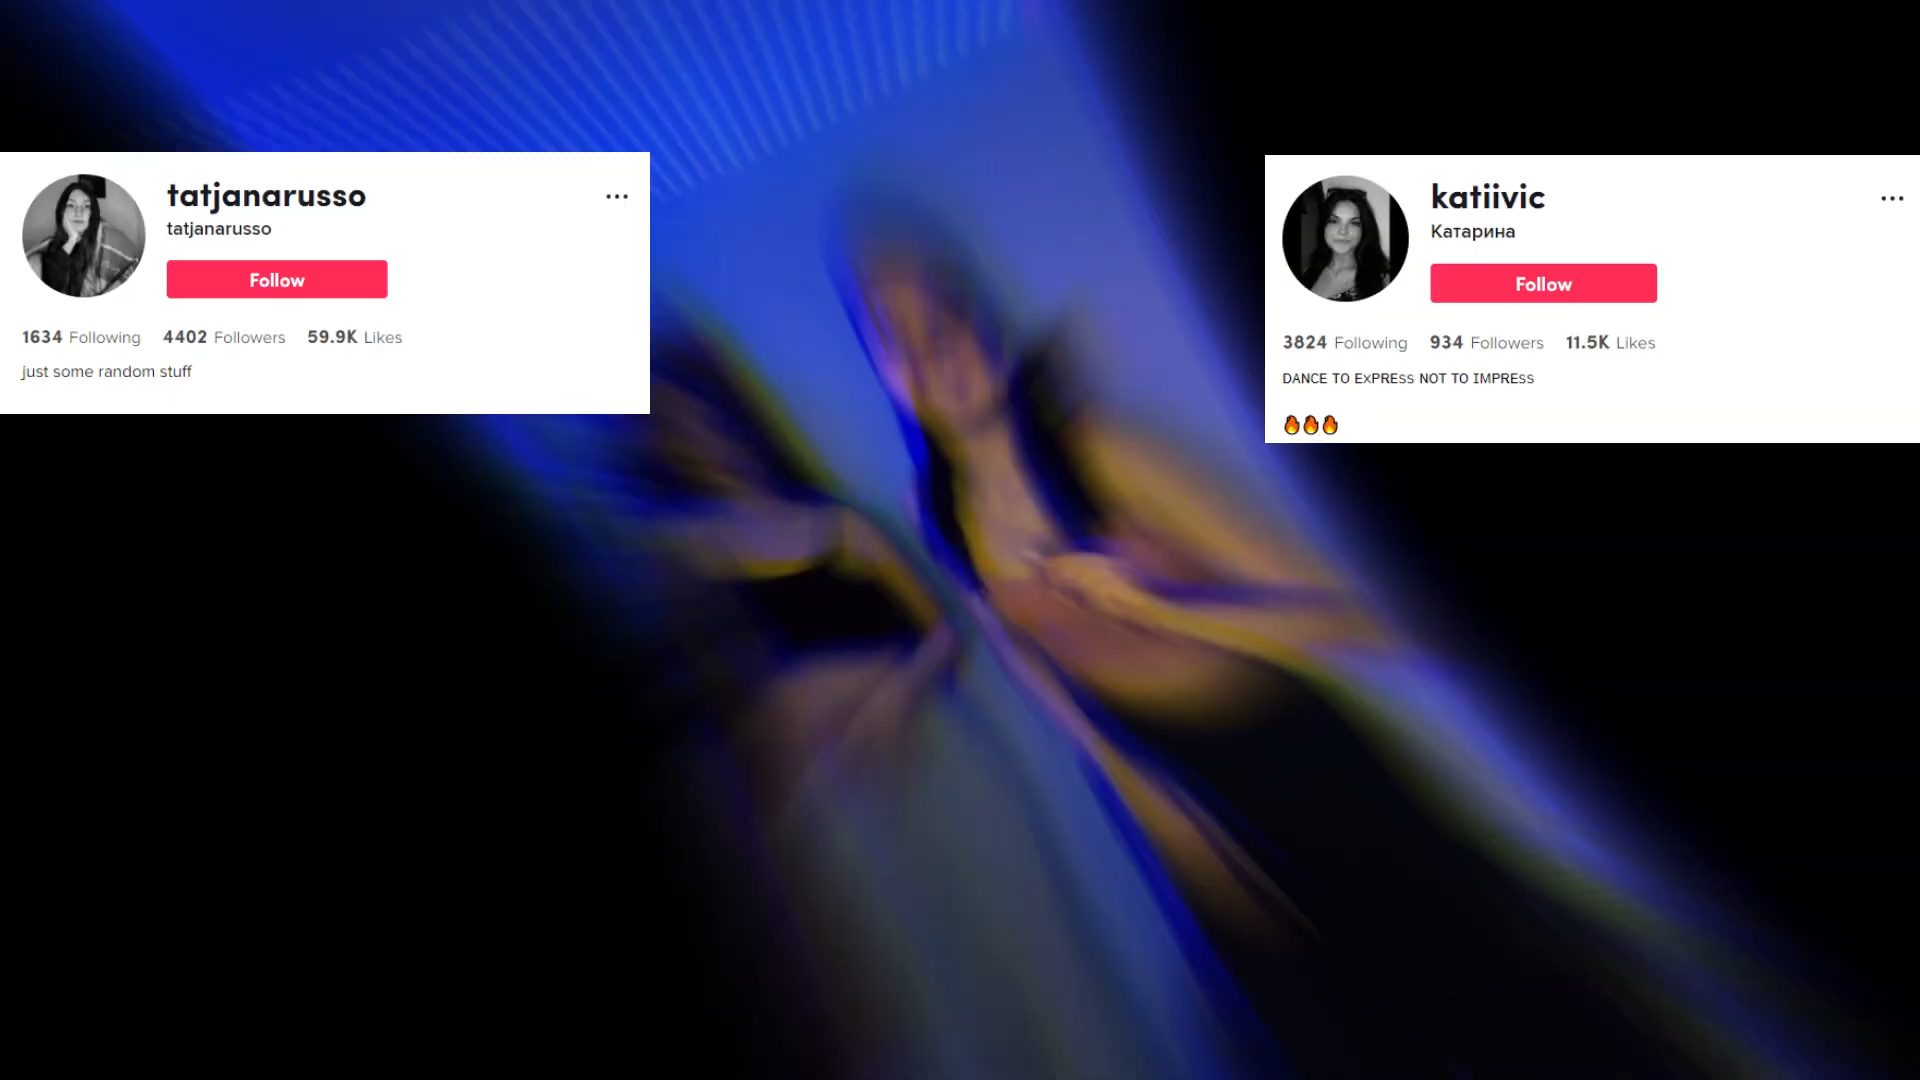 tatjanarusso
tatjanarusso
Follow
1634 Following 4402 Followers 59.9K Likes
just some random stuff
katiivic
Катарина
Follow
3824 Following 934 Followers 11.5K Likes
DANCE TO EXPREss NOT TO IMPREss
🔥🔥🔥